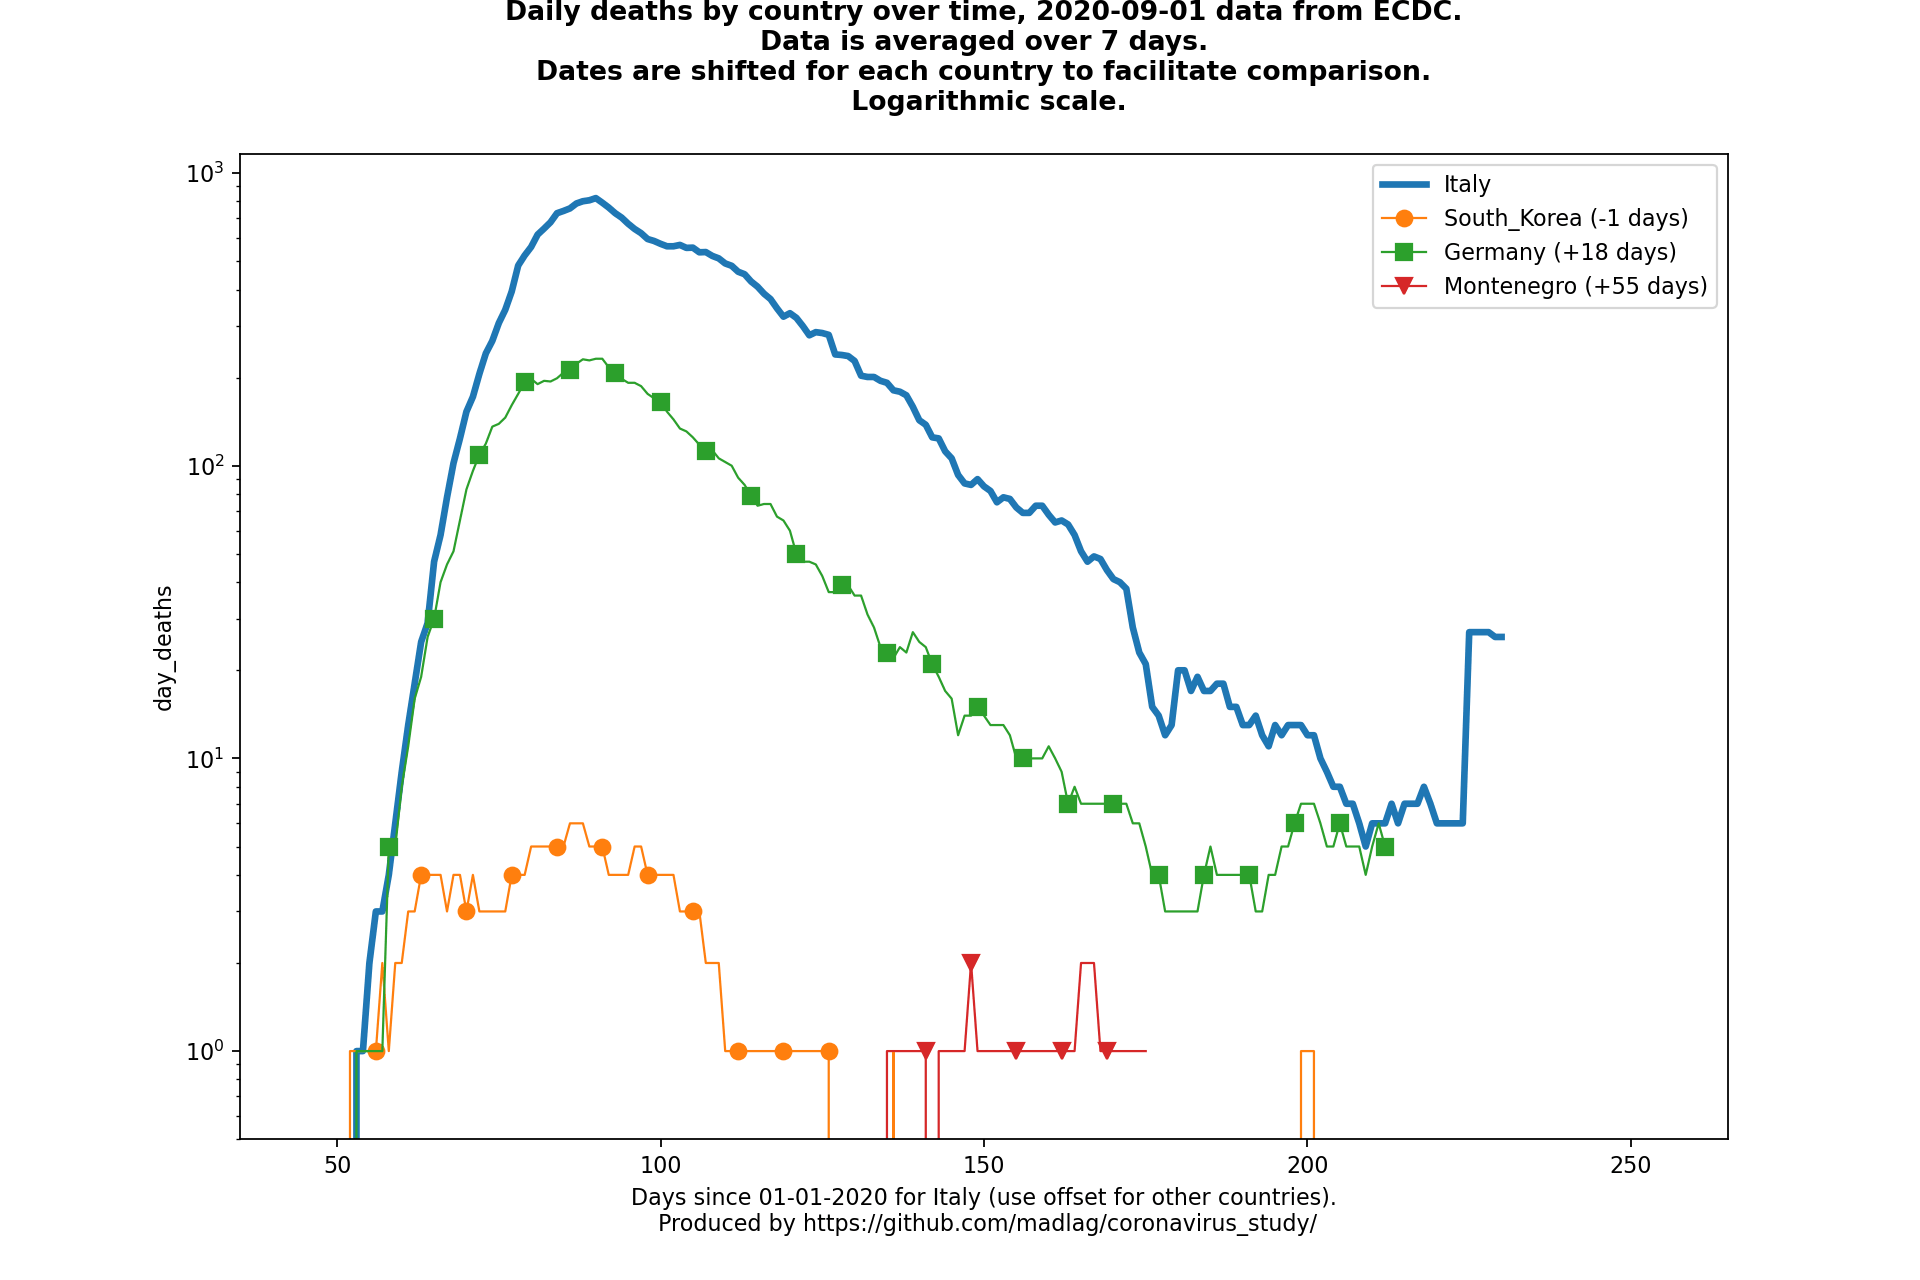 Daily deaths by country over time, 2020-09-01 data from ECDC.
Data is averaged over 7 days.
Dates are shifted for each country to facilitate comparison.
Logarithmic scale.
10³
10²
10¹
10⁰
day_deaths
Italy
South_Korea (-1 days)
Germany (+18 days)
Montenegro (+55 days)
50
100
150
200
250
Days since 01-01-2020 for Italy (use offset for other countries).
Produced by https://github.com/madlag/coronavirus_study/